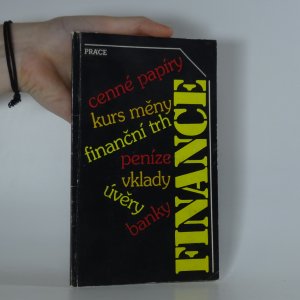 PRÁCE
cenné papíry
kurs měny
finanční trh
peníze
vklady
úvěry
banky
FINANCE